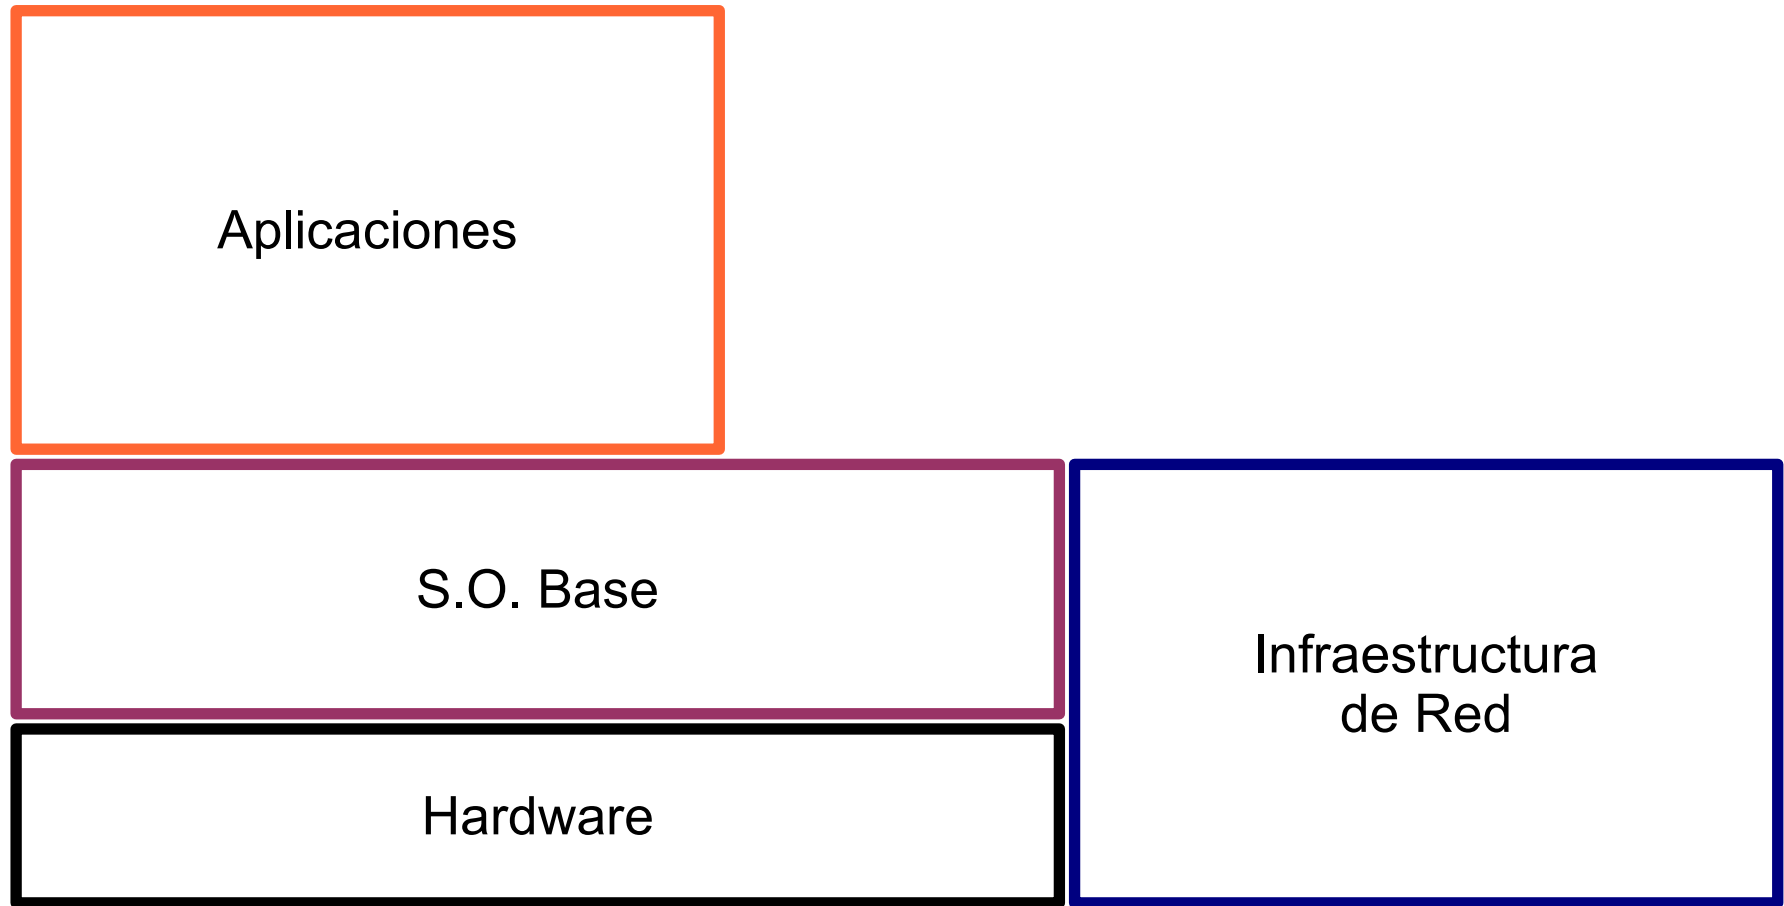 Aplicaciones
S.O. Base
Infraestructura
de Red
Hardware